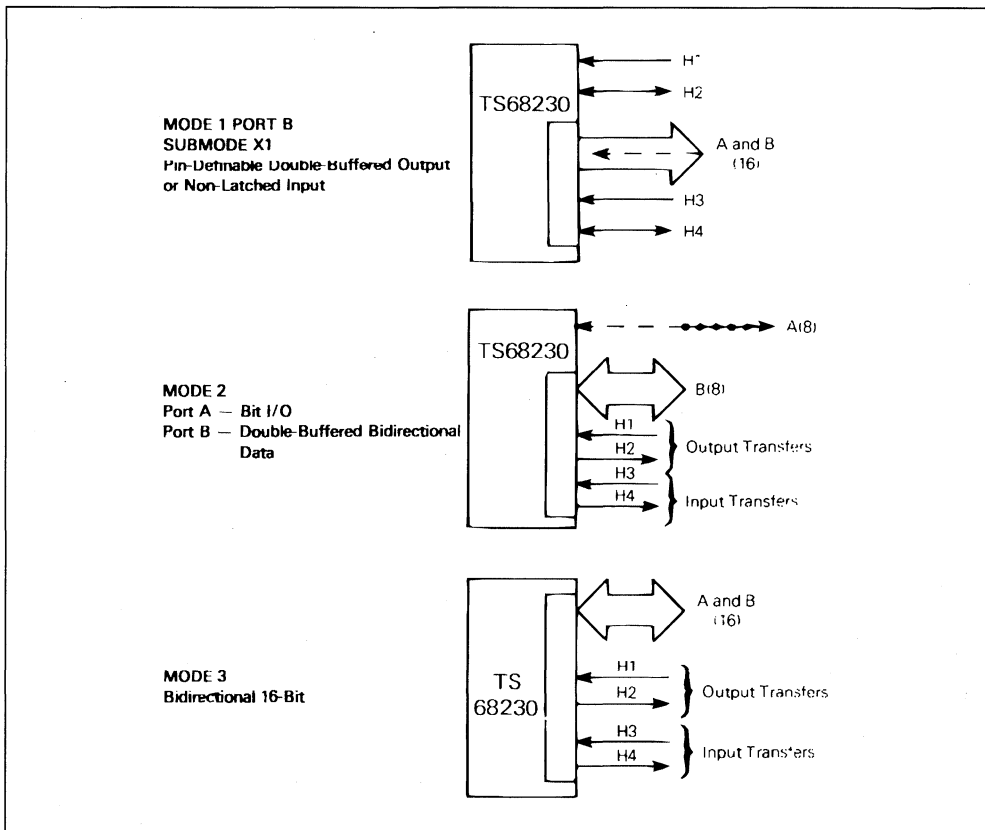 MODE 1 PORT B
SUBMODE X1
Pin-Definable Double-Buffered Output
or Non-Latched Input
TS68230
H1
H2
A and B
(16)
H3
H4
MODE 2
Port A — Bit I/O
Port B — Double-Buffered Bidirectional
Data
TS68230
A(8)
B(8)
H1
H2
Output Transfers
H3
H4
Input Transfers
MODE 3
Bidirectional 16-Bit
TS
68230
A and B
(16)
H1
H2
Output Transfers
H3
H4
Input Transfers